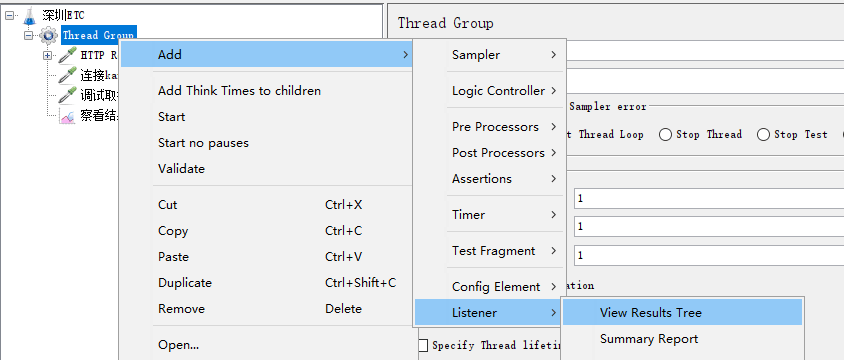 深圳ETC
Thread Group
HTTP R
连接ka
调试取
察看结
Add
Add Think Times to children
Start
Start no pauses
Validate
Cut Ctrl+X
Copy Ctrl+C
Paste Ctrl+V
Duplicate Ctrl+Shift+C
Remove Delete
Open...
Sampler
Logic Controller
Pre Processors
Post Processors
Assertions
Timer
Test Fragment
Config Element
Listener
View Results Tree
Summary Report
Thread Group
Sampler error
t Thread Loop Stop Thread Stop Test
1
1
1
ation
Specify Thread lifeti